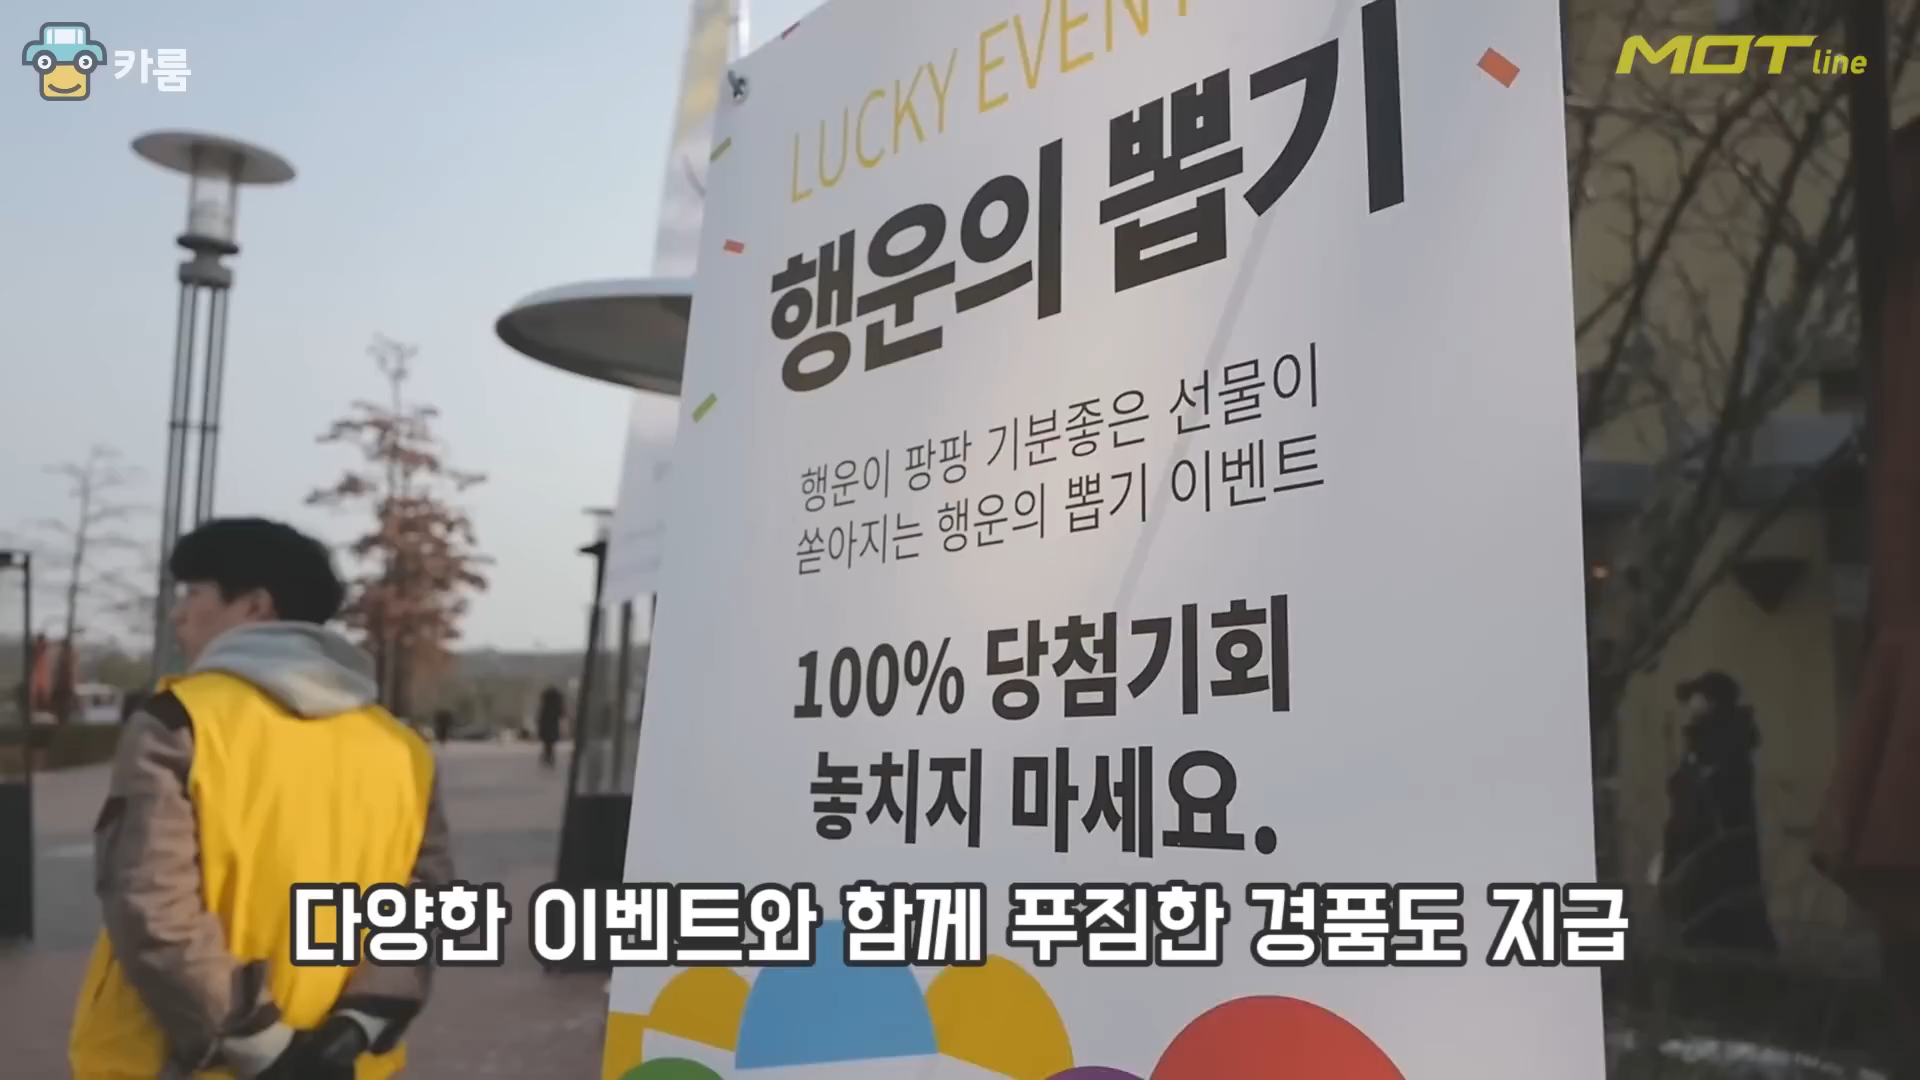 카룸
MOT line
LUCKY EVENT
행운의 뽑기
행운이 팡팡 기분좋은 선물이
쏟아지는 행운의 뽑기 이벤트
100% 당첨기회
놓치지 마세요.
다양한 이벤트와 함께 푸짐한 경품도 지급